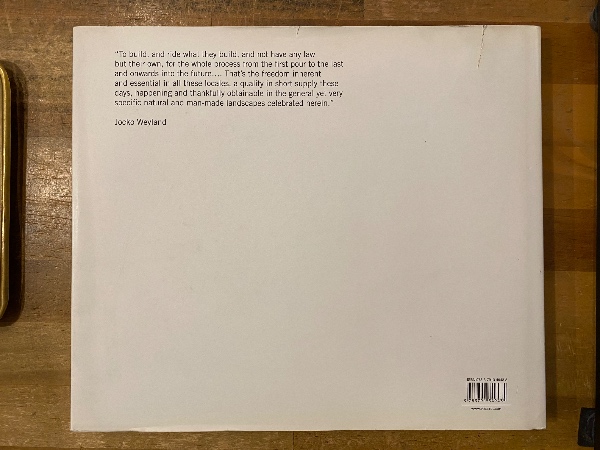 "To build, and ride what they build, and not have any law
but their own, for the whole process from the first pour to the last
and onwards into the future.... That's the freedom inherent
and essential in all these locales, a quality in short supply these
days, happening and thankfully obtainable in the general yet very
specific natural and man-made landscapes celebrated herein."
Jocko Weyland
ISBN